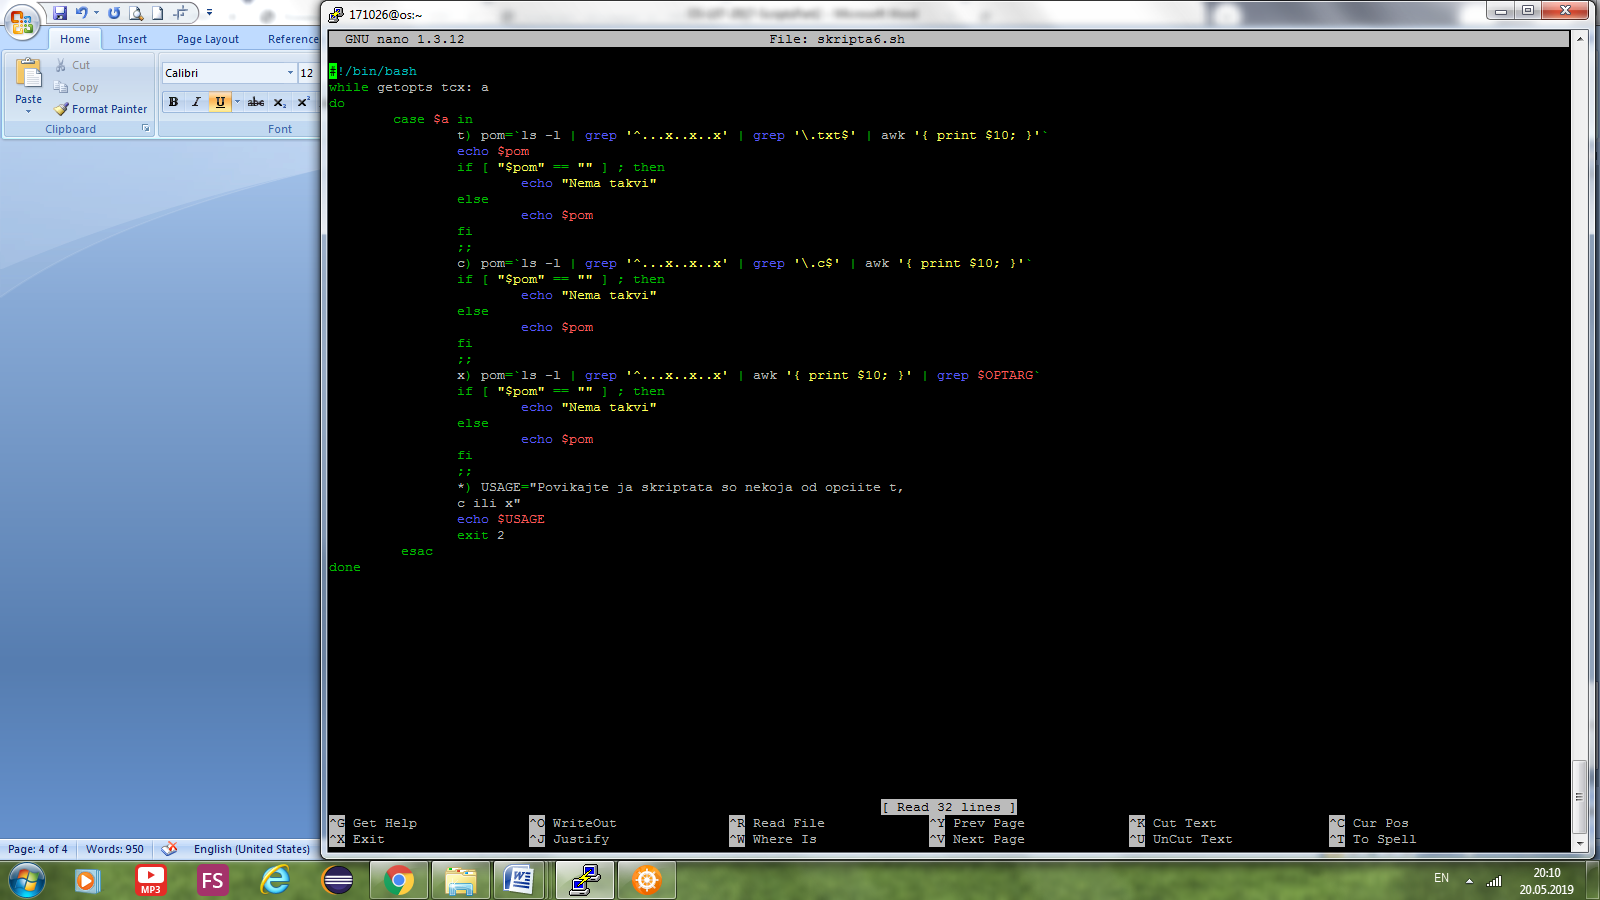 171026@os:~
Home Insert Page Layout Reference
Paste
Cut
Copy
Format Painter
Clipboard
Calibri 12
B I U abc X₂ X²
Font
GNU nano 1.3.12 File: skripta6.sh
#!/bin/bash
while getopts tcx: a
do
case $a in
t) pom=`ls -l | grep '^...x..x..x' | grep '\.txt$' | awk '{ print $10; }'`
echo $pom
if [ "$pom" == "" ] ; then
echo "Nema takvi"
else
echo $pom
fi
;;
c) pom=`ls -l | grep '^...x..x..x' | grep '\.c$' | awk '{ print $10; }'`
if [ "$pom" == "" ] ; then
echo "Nema takvi"
else
echo $pom
fi
;;
x) pom=`ls -l | grep '^...x..x..x' | awk '{ print $10; }' | grep $OPTARG`
if [ "$pom" == "" ] ; then
echo "Nema takvi"
else
echo $pom
fi
;;
*) USAGE="Povikajte ja skriptata so nekoja od opciite t,
c ili x"
echo $USAGE
exit 2
esac
done
[ Read 32 lines ]
^G Get Help ^O WriteOut ^R Read File ^Y Prev Page ^K Cut Text ^C Cur Pos
^X Exit ^J Justify ^W Where Is ^V Next Page ^U UnCut Text ^T To Spell
Page: 4 of 4 Words: 950 English (United States)
MP3
FS
EN
20:10
20.05.2019